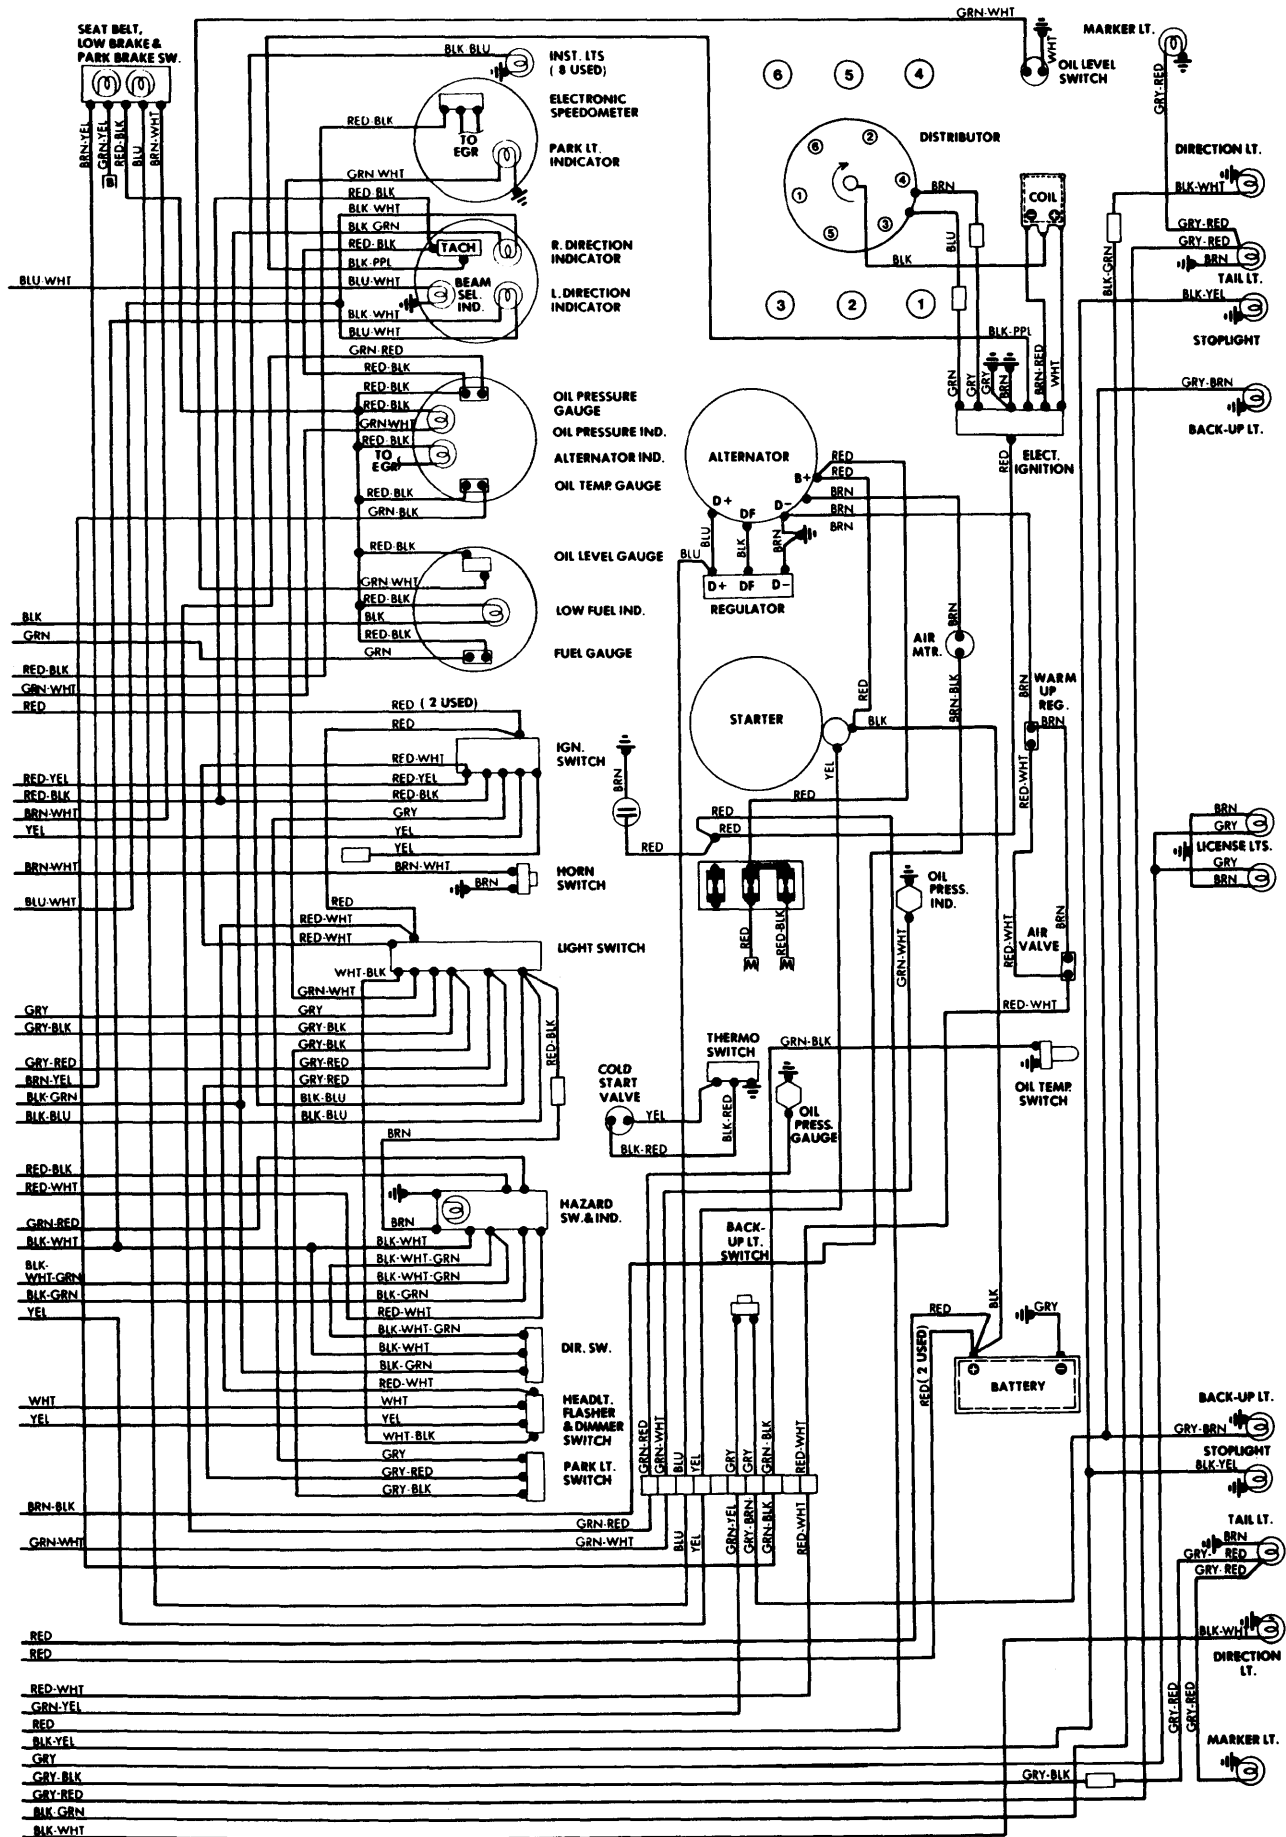 SEAT BELT,
LOW BRAKE &
PARK BRAKE SW.
BRN-YEL
GRN-YEL
RED-BLK
BLU
BRN-WHT
B
BLK BLU
INST. LTS
( 8 USED)
ELECTRONIC
SPEEDOMETER
RED BLK
TO
EGR
PARK LT.
INDICATOR
GRN WHT
RED-BLK
BLK WHT
BLK GRN
RED-BLK
TACH
BLK-PPL
R. DIRECTION
INDICATOR
BLU-WHT
BLU-WHT
BEAM
SEL.
IND.
L. DIRECTION
INDICATOR
BLK-WHT
BLU-WHT
GRN-RED
RED-BLK
RED-BLK
RED-BLK
GRN WHT
RED-BLK
TO
EGR
RED-BLK
GRN-BLK
OIL PRESSURE
GAUGE
OIL PRESSURE IND.
ALTERNATOR IND.
OIL TEMP. GAUGE
RED-BLK
GRN WHT
RED-BLK
BLK
RED-BLK
GRN
OIL LEVEL GAUGE
LOW FUEL IND.
FUEL GAUGE
BLK
GRN
RED-BLK
GRN-WHT
RED
RED ( 2 USED)
RED
RED-WHT
RED-YEL
RED-BLK
GRY
YEL
YEL
IGN.
SWITCH
RED-YEL
RED-BLK
BRN-WHT
YEL
BRN-WHT
BRN-WHT
BRN
HORN
SWITCH
BLU-WHT
RED
RED-WHT
RED-WHT
LIGHT SWITCH
WHT-BLK
GRN-WHT
GRY
GRY
GRY-BLK
GRY-BLK
GRY-BLK
GRY-RED
GRY-RED
GRY-RED
BRN-YEL
BLK-GRN
BLK-BLU
BLK-BLU
BLK-BLU
RED-BLK
BRN
RED-BLK
RED-WHT
GRN-RED
BRN
HAZARD
SW. & IND.
BLK-WHT
BLK-WHT
BLK-WHT-GRN
BLK-
WHT-GRN
BLK-WHT-GRN
BLK-GRN
BLK-GRN
YEL
RED-WHT
BLK-WHT-GRN
BLK-WHT
BLK-GRN
DIR. SW.
RED-WHT
WHT
WHT
YEL
YEL
WHT-BLK
HEADLT.
FLASHER
& DIMMER
SWITCH
GRY
GRY-RED
GRY-BLK
PARK LT.
SWITCH
BRN-BLK
GRN-WHT
GRN-RED
GRN-WHT
RED
RED
RED-WHT
GRN-YEL
RED
BLK-YEL
GRY
GRY-BLK
GRY-RED
BLK GRN
BLK-WHT
GRN-WHT
WHT
OIL LEVEL
SWITCH
6
5
4
DISTRIBUTOR
6
2
1
4
5
3
BRN
BLU
BLK
3
2
1
COIL
BLK-PPL
GRN
GRY
GRY
BRN
BRN-RED
WHT
RED
ELECT.
IGNITION
ALTERNATOR
B+
D+
DF
D-
RED
RED
BRN
BRN
BRN
BLU
BLU
BLK
BRN
D+
DF
D-
REGULATOR
BRN
AIR
MTR.
BRN-BLK
WARM
UP
REG.
BRN
BRN
RED-WHT
STARTER
RED
BLK
YEL
BRN
RED
RED
RED
RED
RED
RED-BLK
M
M
OIL
PRESS.
IND.
GRN-WHT
AIR
VALVE
RED-WHT
BRN
RED-WHT
THERMO
SWITCH
GRN-BLK
OIL TEMP.
SWITCH
COLD
START
VALVE
YEL
BLK-RED
BLK-RED
OIL
PRESS.
GAUGE
BACK-
UP LT.
SWITCH
RED
RED ( 2 USED)
BLK
GRY
BATTERY
GRN-RED
GRN-WHT
BLU
YEL
GRY
GRY
GRN-BLK
RED-WHT
BLU
YEL
GRN-YEL
GRY-BRN
GRN-BLK
RED-WHT
MARKER LT.
GRY-RED
DIRECTION LT.
BLK-WHT
BLK-GRN
GRY-RED
GRY-RED
BRN
TAIL LT.
BLK-YEL
STOPLIGHT
GRY-BRN
BACK-UP LT.
BRN
GRY
LICENSE LTS.
GRY
BRN
BACK-UP LT.
GRY-BRN
STOPLIGHT
BLK-YEL
TAIL LT.
BRN
GRY-RED
GRY-RED
BLK-WHT
DIRECTION
LT.
GRY-RED
GRY-RED
MARKER LT.
GRY-BLK